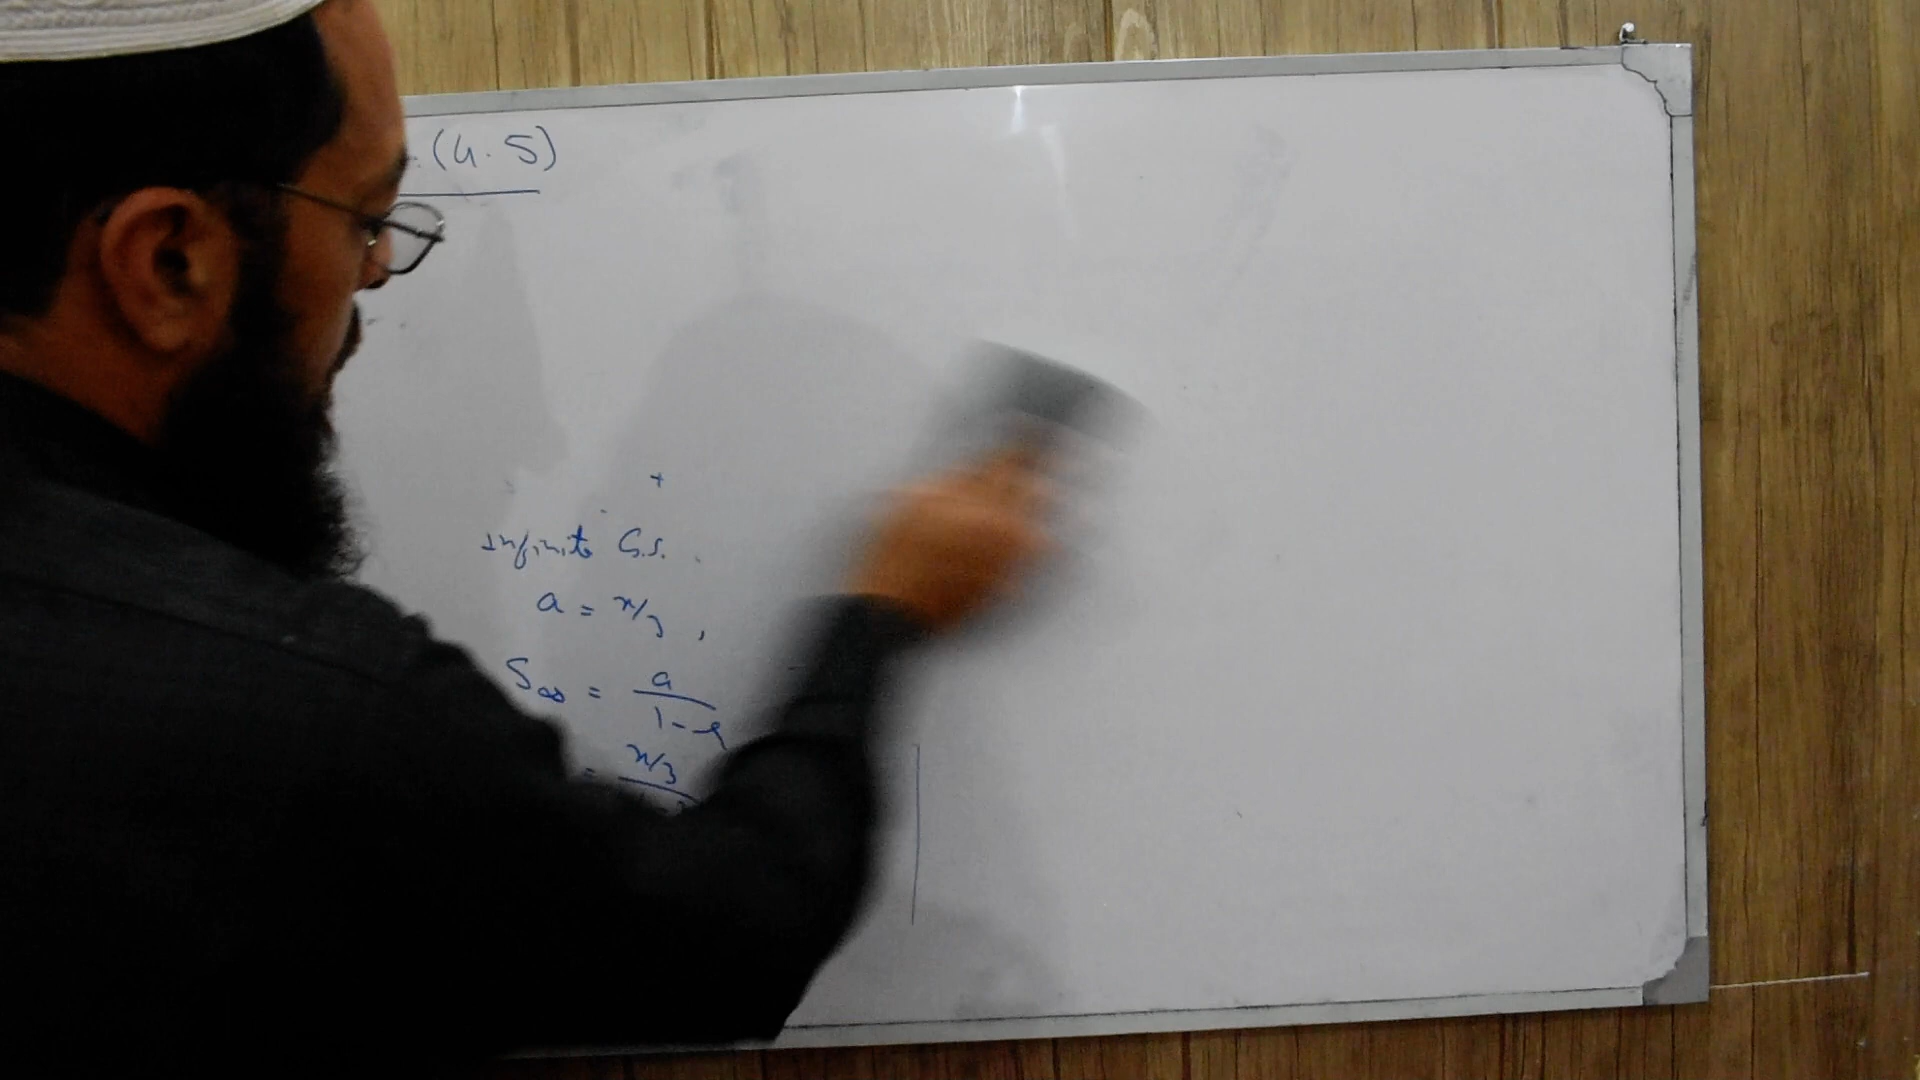 . (4.5)
+
Infinite G.S.
a = x/3 ,
S∞ = a/(1-r)
= x/3